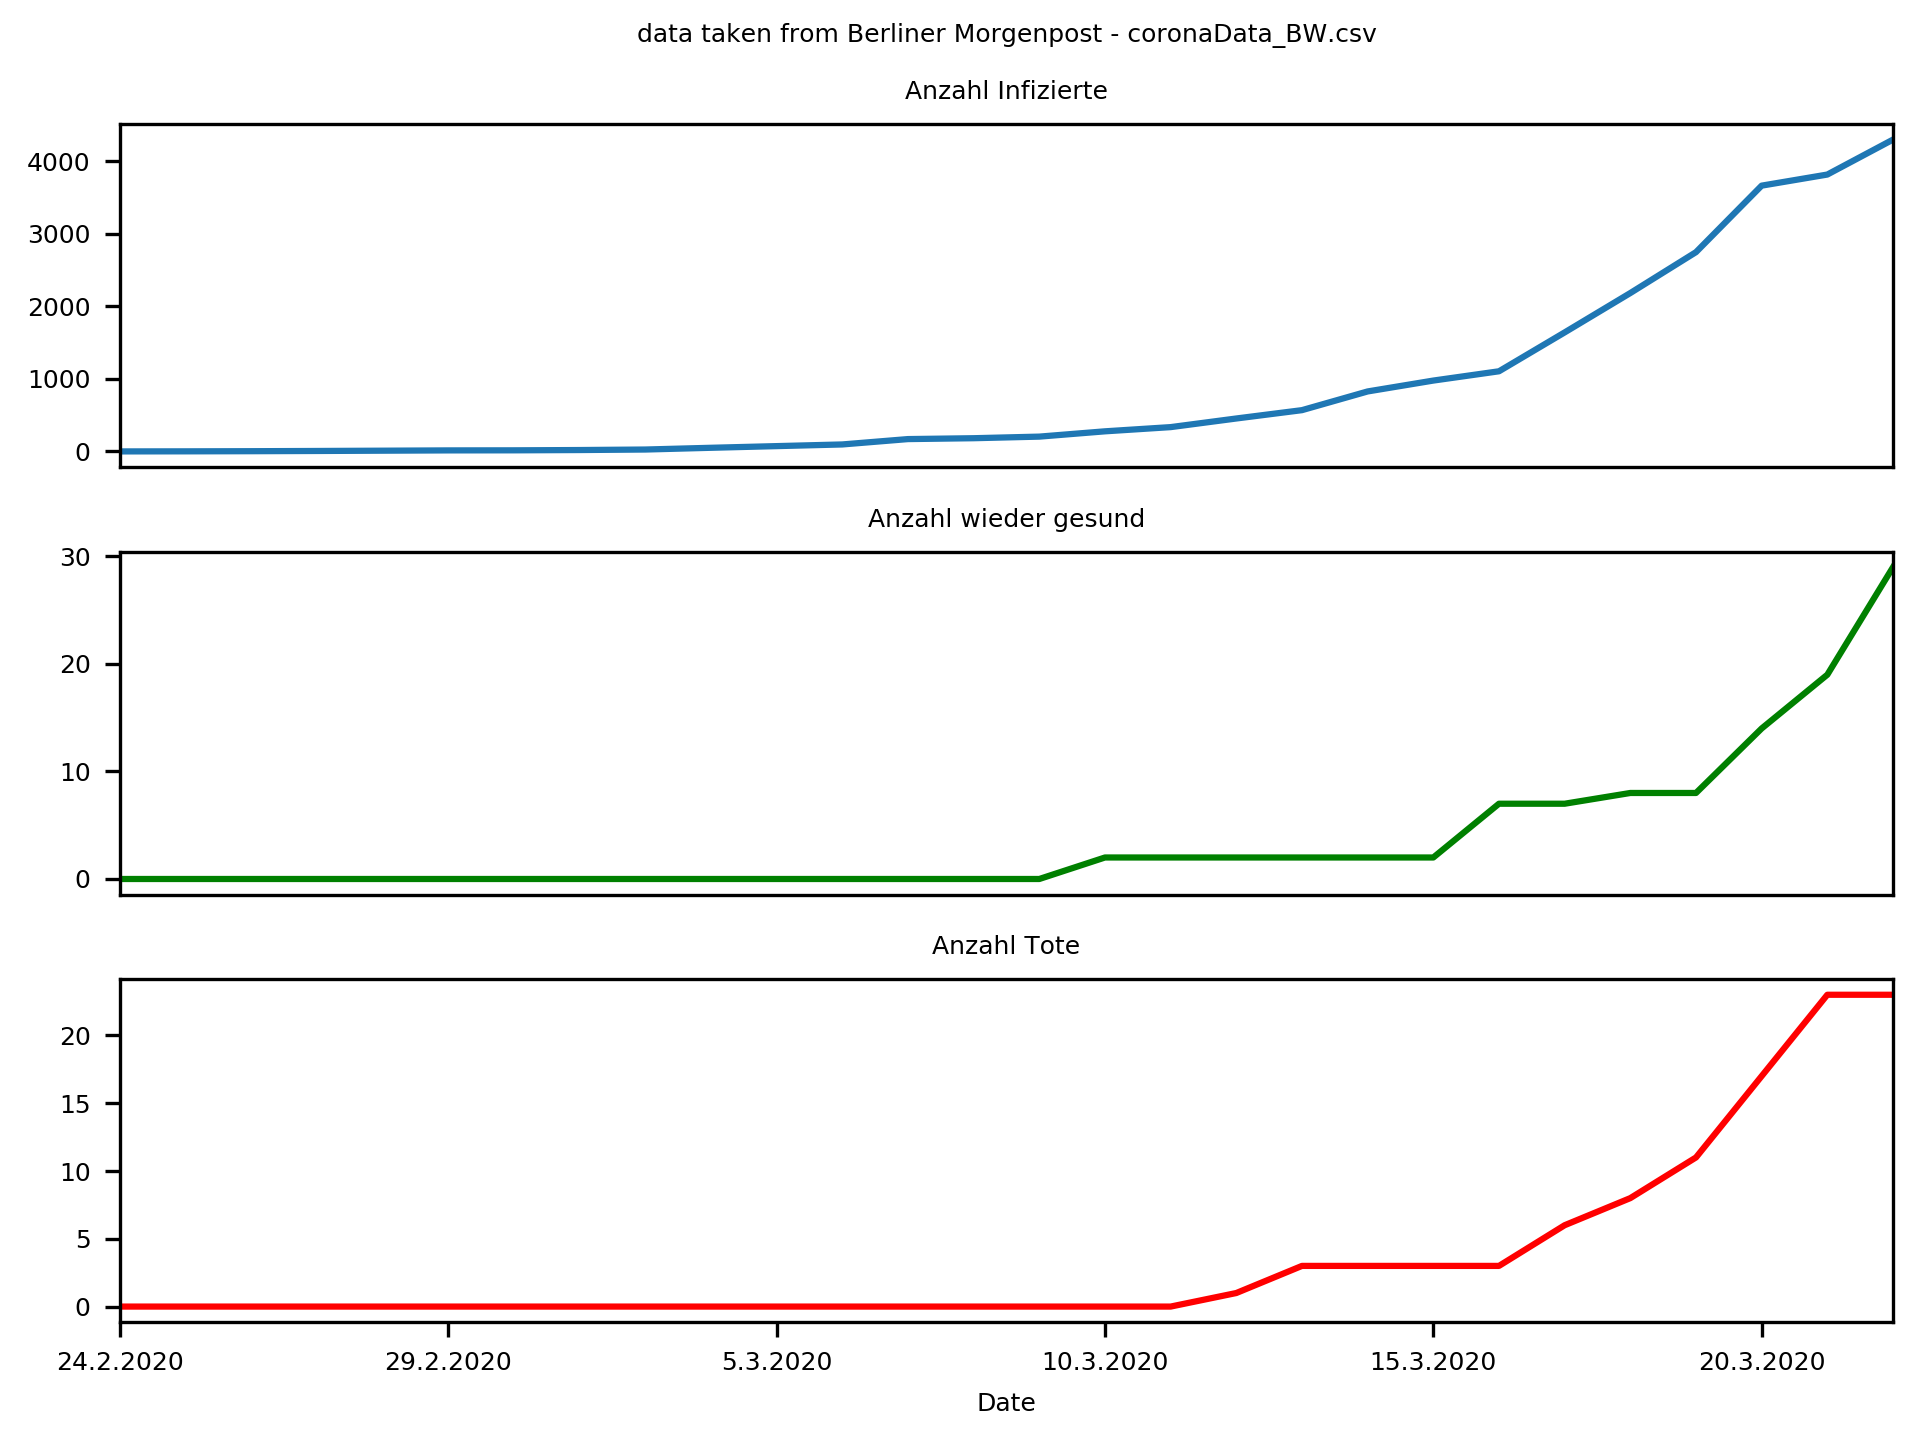 data taken from Berliner Morgenpost - coronaData_BW.csv
Anzahl Infizierte
4000
3000
2000
1000
0
Anzahl wieder gesund
30
20
10
0
Anzahl Tote
20
15
10
5
0
24.2.2020 29.2.2020 5.3.2020 10.3.2020 15.3.2020 20.3.2020
Date